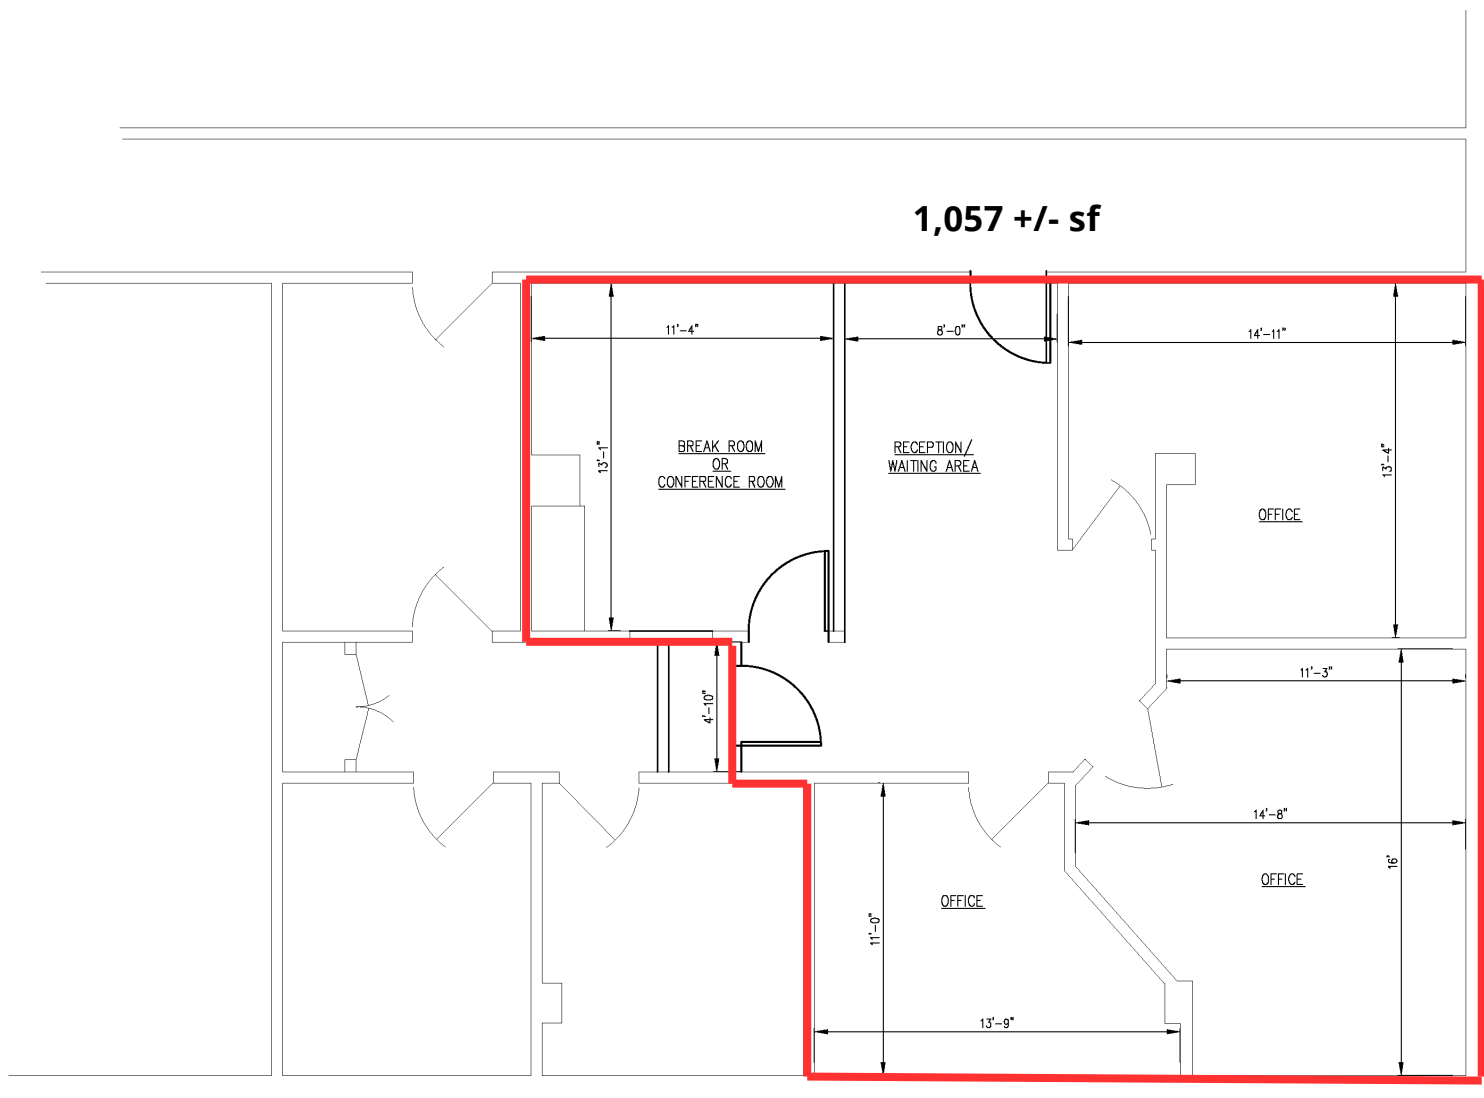 1,057 +/- sf
11'-4"
8'-0"
14'-11"
13'-1"
BREAK ROOM
OR
CONFERENCE ROOM
RECEPTION/
WAITING AREA
13'-4"
OFFICE
4'-10"
11'-3"
14'-8"
16'
OFFICE
OFFICE
11'-0"
13'-9"